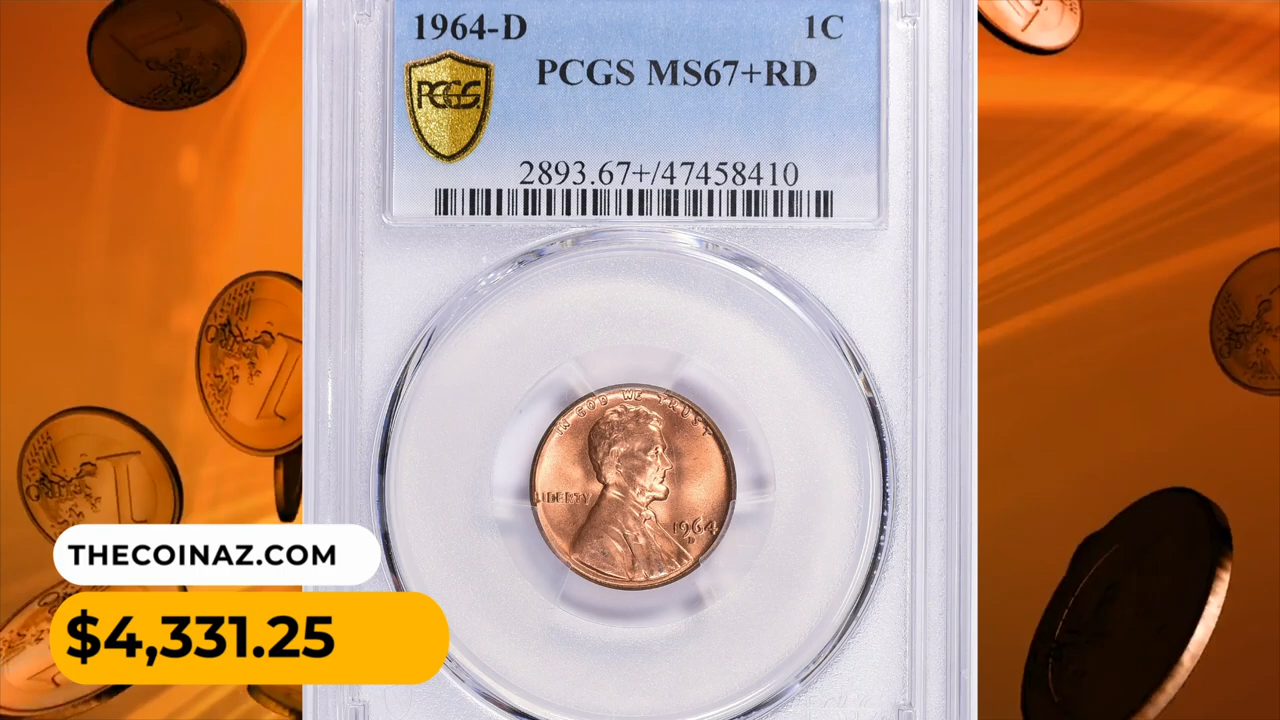 1964-D 1C
PCGS MS67+RD
PCGS
2893.67+/47458410
IN GOD WE TRUST
LIBERTY
1964
D
THECOINAZ.COM
$4,331.25